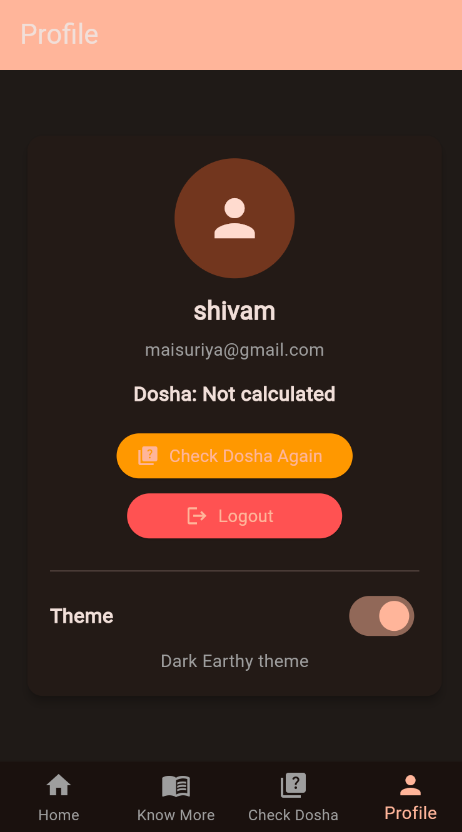 Profile
shivam
maisuriya@gmail.com
Dosha: Not calculated
Check Dosha Again
Logout
Theme
Dark Earthy theme
Home
Know More
Check Dosha
Profile